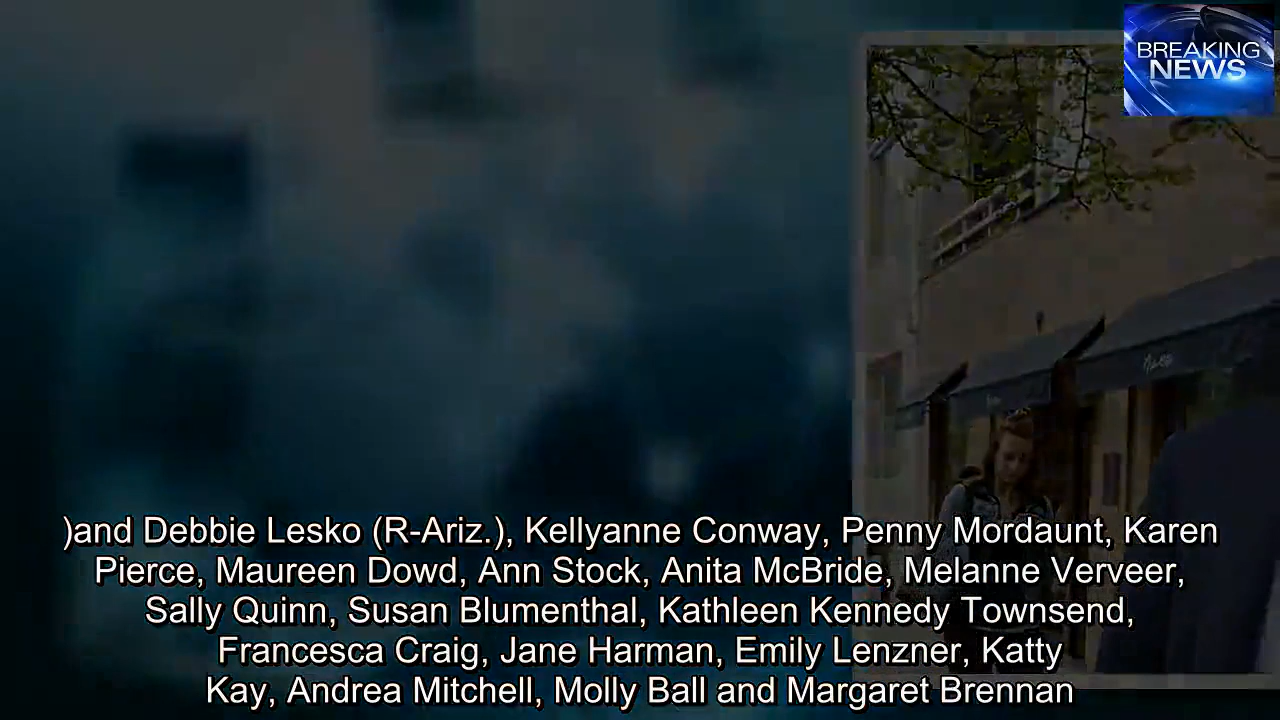 BREAKING
NEWS
)and Debbie Lesko (R-Ariz.), Kellyanne Conway, Penny Mordaunt, Karen
Pierce, Maureen Dowd, Ann Stock, Anita McBride, Melanne Verveer,
Sally Quinn, Susan Blumenthal, Kathleen Kennedy Townsend,
Francesca Craig, Jane Harman, Emily Lenzner, Katty
Kay, Andrea Mitchell, Molly Ball and Margaret Brennan